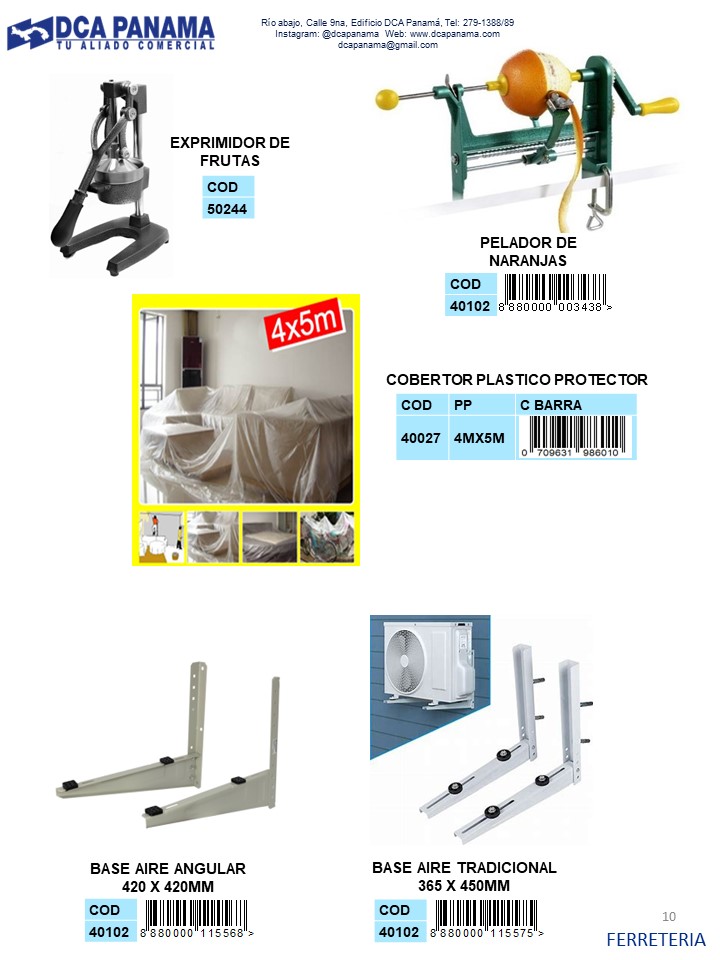 DCA PANAMA
TU ALIADO COMERCIAL
Río abajo, Calle 9na, Edificio DCA Panamá, Tel: 279-1388/89
Instagram: @dcapanama Web: www.dcapanama.com
dcapanama@gmail.com
EXPRIMIDOR DE
FRUTAS
COD
50244
PELADOR DE
NARANJAS
COD
40102
8 880000 003438 >
4x5m
COBERTOR PLASTICO PROTECTOR
COD PP C BARRA
40027 4MX5M
0 709631 986010
BASE AIRE ANGULAR
420 X 420MM
COD
40102
8 880000 115568 >
BASE AIRE TRADICIONAL
365 X 450MM
COD
40102
8 880000 115575 >
10
FERRETERIA